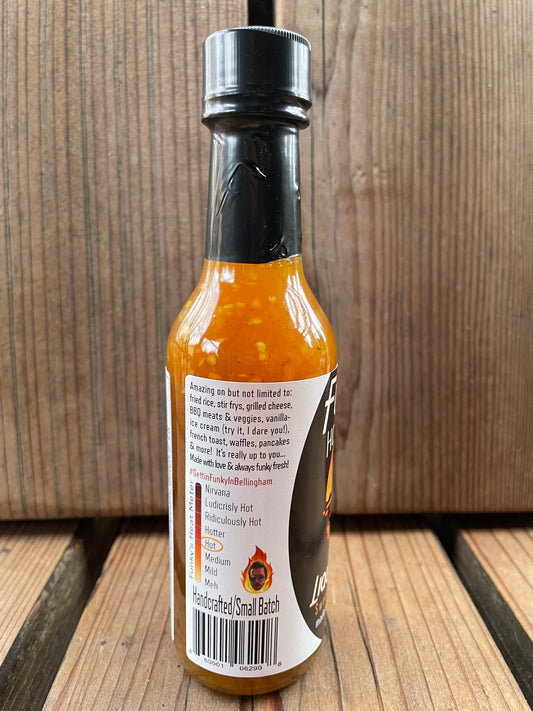 Amazing on but not limited to:
fried rice, stir frys, grilled cheese,
BBQ meats & veggies, vanilla-
ice cream (try it, I dare you!),
french toast, waffles, pancakes
& more! It's really up to you...
Made with love & always funky fresh!
#GettinFunkyInBellingham
Funky's Heat Meter
Nirvana
Ludicrisly Hot
Ridiculously Hot
Hotter
Hot
Medium
Mild
Meh
Handcrafted/Small Batch
60001 06290